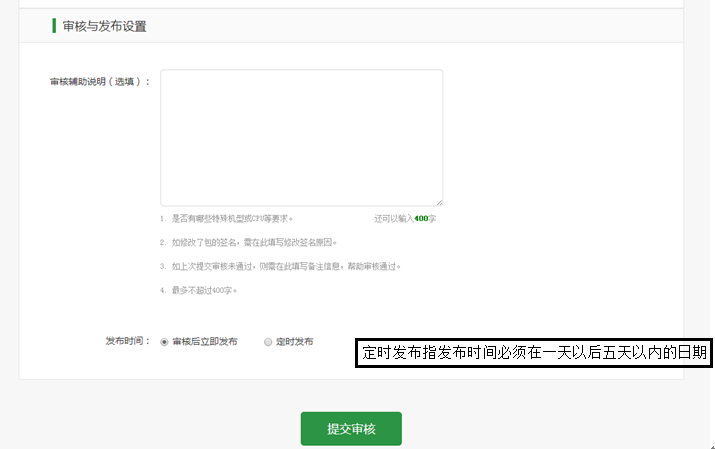 审核与发布设置
审核辅助说明（选填）：
1. 是否有哪些特殊机型或CPU等要求。 还可以输入400字
2. 如修改了包的签名，需在此填写修改签名原因。
3. 如上次提交审核未通过，则需在此填写备注信息，帮助审核通过。
4. 最多不超过400字。
发布时间： 审核后立即发布 定时发布
定时发布指发布时间必须在一天以后五天以内的日期
提交审核